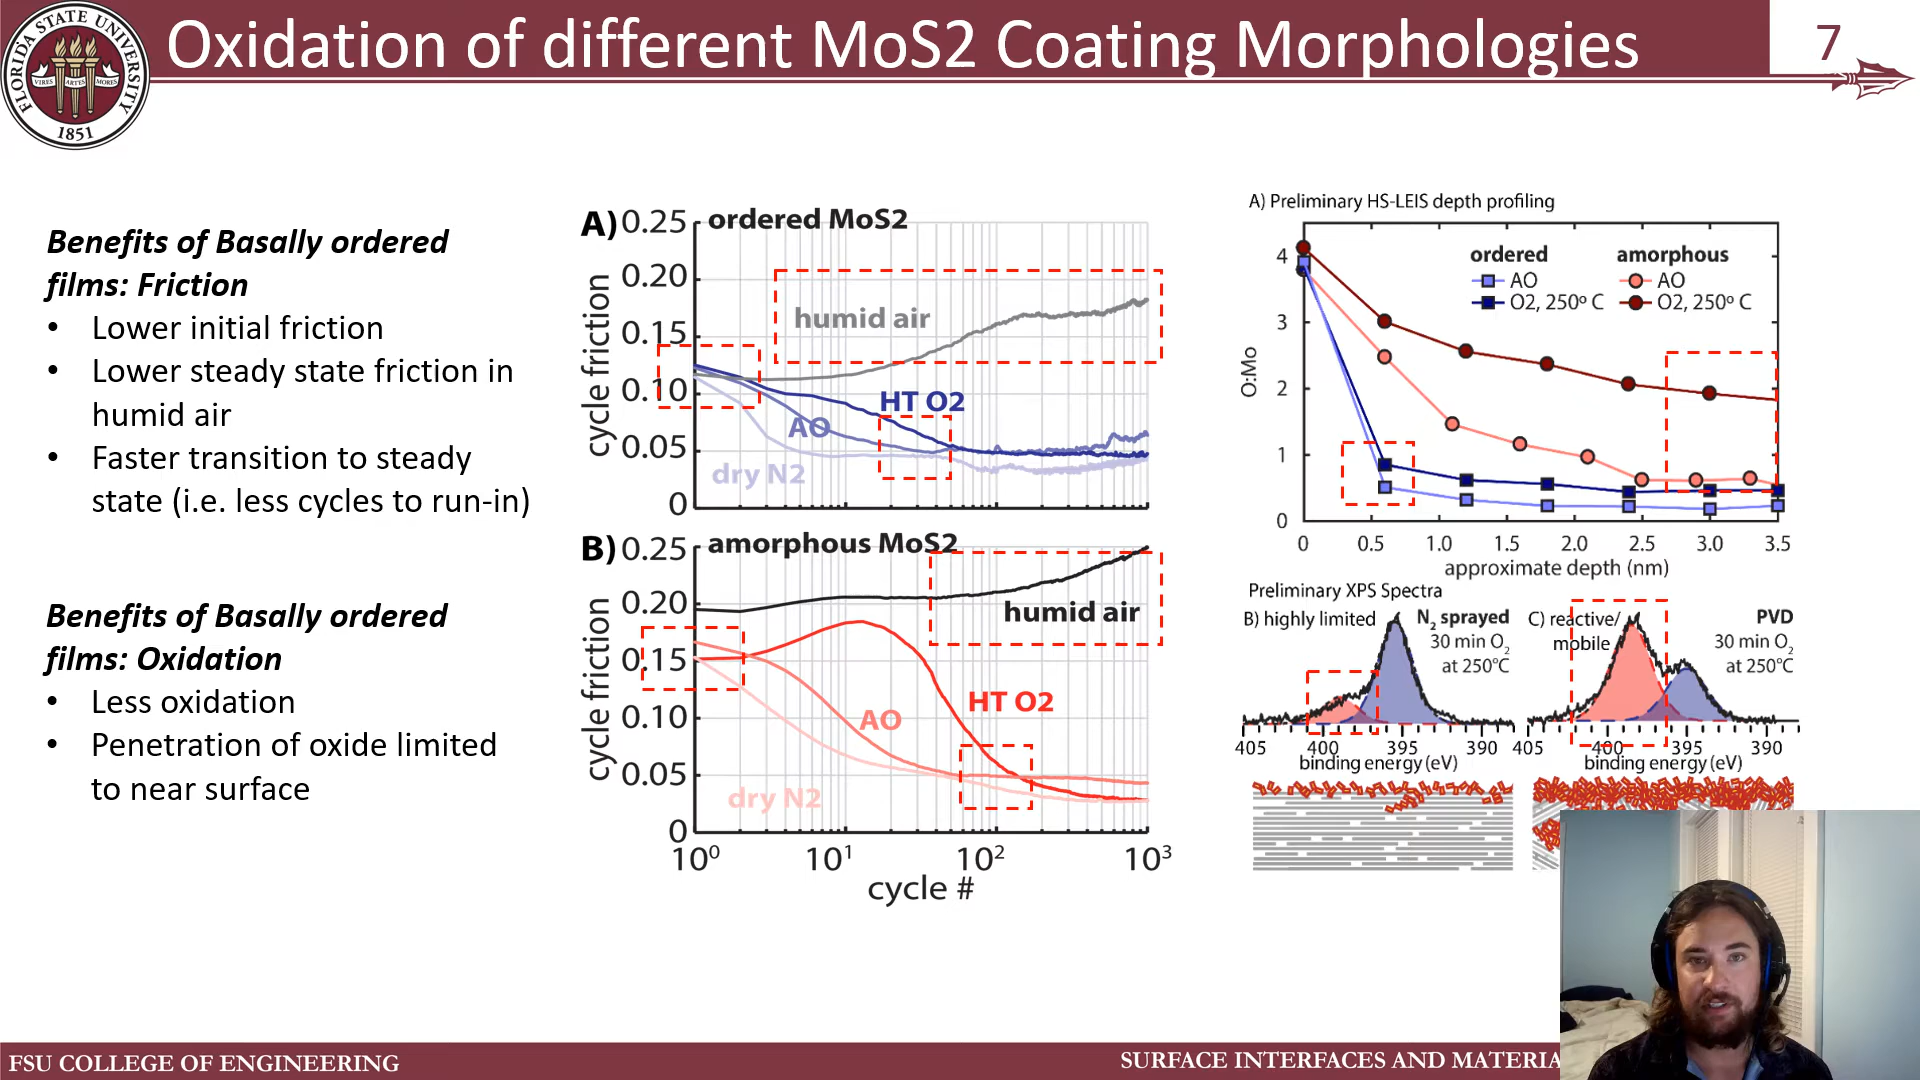 Oxidation of different MoS2 Coating Morphologies
7
FLORIDA STATE UNIVERSITY
VIRES ARTES MORES
1851
Benefits of Basally ordered
films: Friction
• Lower initial friction
• Lower steady state friction in
humid air
• Faster transition to steady
state (i.e. less cycles to run-in)
Benefits of Basally ordered
films: Oxidation
• Less oxidation
• Penetration of oxide limited
to near surface
A) ordered MoS2
cycle friction
0.25
0.20
0.15
0.10
0.05
0
humid air
HT O2
AO
dry N2
B) amorphous MoS2
cycle friction
0.25
0.20
0.15
0.10
0.05
0
humid air
HT O2
AO
dry N2
10⁰ 10¹ 10² 10³
cycle #
A) Preliminary HS-LEIS depth profiling
ordered amorphous
AO AO
O2, 250º C O2, 250º C
O:Mo
4
3
2
1
0
0 0.5 1.0 1.5 2.0 2.5 3.0 3.5
approximate depth (nm)
Preliminary XPS Spectra
B) highly limited
N₂ sprayed
30 min O₂
at 250°C
405 400 395 390
binding energy (eV)
C) reactive/
mobile
PVD
30 min O₂
at 250°C
405 400 395 390
binding energy (eV)
FSU COLLEGE OF ENGINEERING
SURFACE INTERFACES AND MATERIA